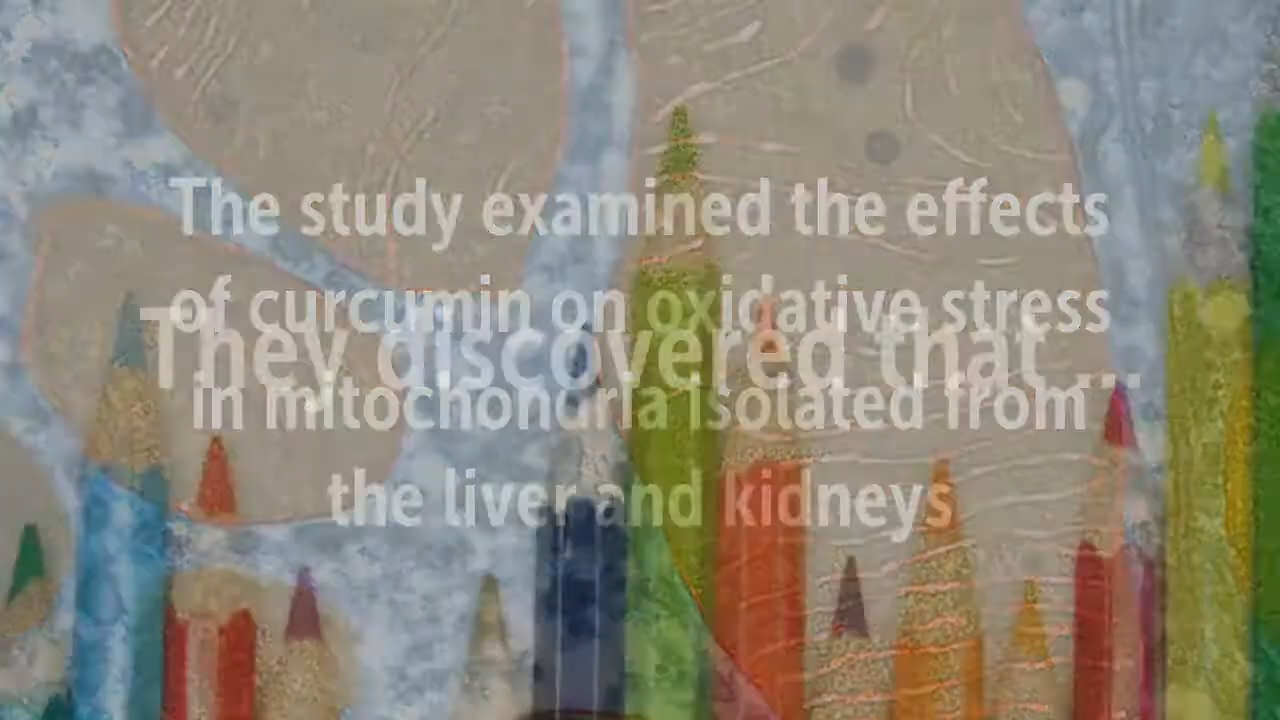 The study examined the effects
of curcumin on oxidative stress
They discovered that ...
in mitochondria isolated from
the liver and kidneys